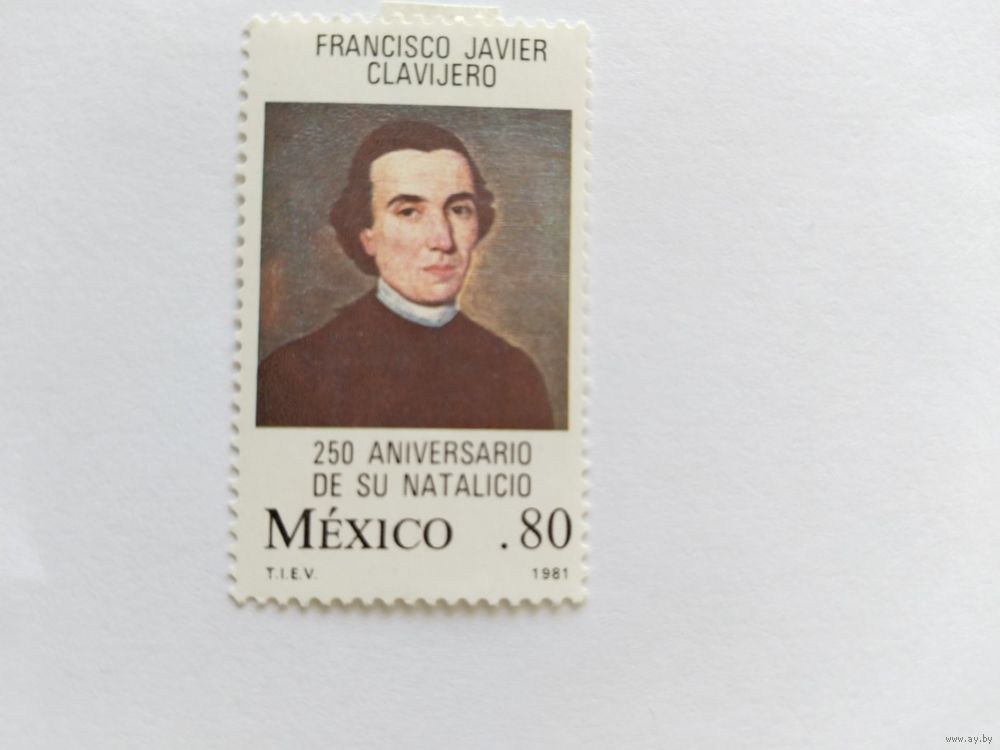 FRANCISCO JAVIER
CLAVIJERO
250 ANIVERSARIO
DE SU NATALICIO
MÉXICO .80
T.I.E.V. 1981
www.ay.by